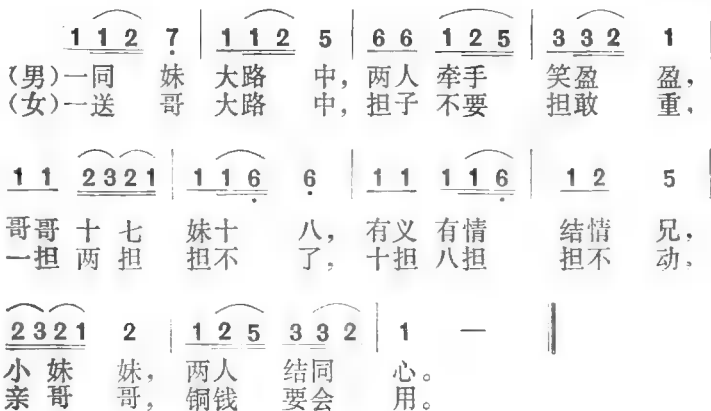 1 1 2 7̣ | 1 1 2 5 | 6 6 1 2 5 | 3 3 2 1 |
(男)一同 妹 大路 中, 两人 牵手 笑盈 盈,
(女)一送 哥 大路 中, 担子 不要 担敢 重,
1 1 2321 | 1 1 6̣ 6̣ | 1 1 1 1 6̣ | 1 2 5 |
哥哥 十 七 妹十 八, 有义 有情 结情 兄,
一担 两担 担不 了, 十担 八担 担不 动,
2321 2 | 1 2 5 3 3 2 | 1 — ‖
小 妹 妹, 两人 结同 心。
亲 哥 哥, 铜钱 要会 用。